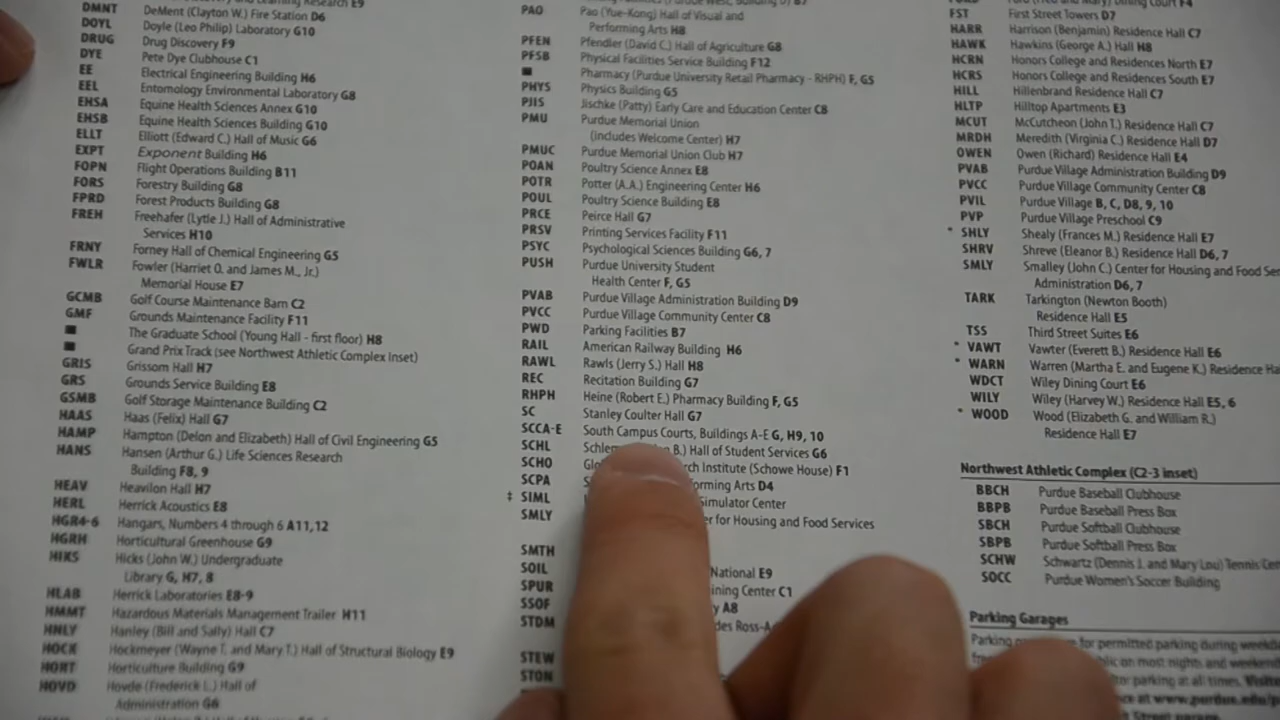 DMNT DeMent (Clayton W.) Fire Station D6
DOYL Doyle (Leo Philip) Laboratory G10
DRUG Drug Discovery F9
DYE Pete Dye Clubhouse C1
EE Electrical Engineering Building H6
EEL Entomology Environmental Laboratory G8
EHSA Equine Health Sciences Annex G10
EHSB Equine Health Sciences Building G10
ELLT Elliott (Edward C.) Hall of Music G6
EXPT Exponent Building H6
FOPN Flight Operations Building B11
FORS Forestry Building G8
FPRD Forest Products Building G8
FREH Freehafer (Lytle J.) Hall of Administrative
Services H10
FRNY Forney Hall of Chemical Engineering G5
FWLR Fowler (Harriet O. and James M., Jr.)
Memorial House E7
GCMB Golf Course Maintenance Barn C2
GMF Grounds Maintenance Facility F11
■ The Graduate School (Young Hall - first floor) H8
■ Grand Prix Track (see Northwest Athletic Complex Inset)
GRIS Grissom Hall H7
GRS Grounds Service Building E8
GSMB Golf Storage Maintenance Building C2
HAAS Haas (Felix) Hall G7
HAMP Hampton (Delon and Elizabeth) Hall of Civil Engineering G5
HANS Hansen (Arthur G.) Life Sciences Research
Building F8, 9
HEAV Heavilon Hall H7
HERL Herrick Acoustics E8
HGR4-6 Hangars, Numbers 4 through 6 A11,12
HGRH Horticultural Greenhouse G9
HIKS Hicks (John W.) Undergraduate
Library G, H7, 8
HLAB Herrick Laboratories E8-9
HMMT Hazardous Materials Management Trailer H11
HNLY Hanley (Bill and Sally) Hall C7
HOCK Hockmeyer (Wayne T. and Mary T.) Hall of Structural Biology E9
HORT Horticulture Building G9
HOVD Hovde (Frederick L.) Hall of
Administration G6
PAO Pao (Yue-Kong) Hall of Visual and
Performing Arts H8
PFEN Pfendler (David C.) Hall of Agriculture G8
PFSB Physical Facilities Service Building F12
■ Pharmacy (Purdue University Retail Pharmacy - RHPH) F, G5
PHYS Physics Building G5
PJIS Jischke (Patty) Early Care and Education Center C8
PMU Purdue Memorial Union
(includes Welcome Center) H7
PMUC Purdue Memorial Union Club H7
POAN Poultry Science Annex E8
POTR Potter (A.A.) Engineering Center H6
POUL Poultry Science Building E8
PRCE Peirce Hall G7
PRSV Printing Services Facility F11
PSYC Psychological Sciences Building G6, 7
PUSH Purdue University Student
Health Center F, G5
PVAB Purdue Village Administration Building D9
PVCC Purdue Village Community Center C8
PWD Parking Facilities B7
RAIL American Railway Building H6
RAWL Rawls (Jerry S.) Hall H8
REC Recitation Building G7
RHPH Heine (Robert E.) Pharmacy Building F, G5
SC Stanley Coulter Hall G7
SCCA-E South Campus Courts, Buildings A-E G, H9, 10
SCHL B.) Hall of Student Services G6
SCHO Institute (Schowe House) F1
SCPA Arts D4
‡ SIML Simulator Center
SMLY for Housing and Food Services
SMTH
SOIL National E9
SPUR Center C1
SSOF A8
STDM
STEW
STON
FST First Street Towers D7
HARR Harrison (Benjamin) Residence Hall C7
HAWK Hawkins (George A.) Hall H8
HCRN Honors College and Residences North E7
HCRS Honors College and Residences South E7
HILL Hillenbrand Residence Hall C7
HLTP Hilltop Apartments E3
MCUT McCutcheon (John T.) Residence Hall C7
MRDH Meredith (Virginia C.) Residence Hall D7
OWEN Owen (Richard) Residence Hall E4
PVAB Purdue Village Administration Building D9
PVCC Purdue Village Community Center C8
PVIL Purdue Village B, C, D8, 9, 10
PVP Purdue Village Preschool C9
* SHLY Shealy (Frances M.) Residence Hall E7
SHRV Shreve (Eleanor B.) Residence Hall D6, 7
SMLY Smalley (John C.) Center for Housing and Food
Administration D6, 7
TARK Tarkington (Newton Booth)
Residence Hall E5
TSS Third Street Suites E6
* VAWT Vawter (Everett B.) Residence Hall E6
* WARN Warren (Martha E. and Eugene K.) Residence
WDCT Wiley Dining Court E6
WILY Wiley (Harvey W.) Residence Hall E5, 6
* WOOD Wood (Elizabeth G. and William R.)
Residence Hall E7
Northwest Athletic Complex (C2-3 inset)
BBCH Purdue Baseball Clubhouse
BBPB Purdue Baseball Press Box
SBCH Purdue Softball Clubhouse
SBPB Purdue Softball Press Box
SCHW Schwartz (Dennis J. and Mary Lou) Tennis
SOCC Purdue Women's Soccer Building
Parking Garages
Parking for permitted parking during
on most nights and
parking at all times.
at www.purdue.edu/